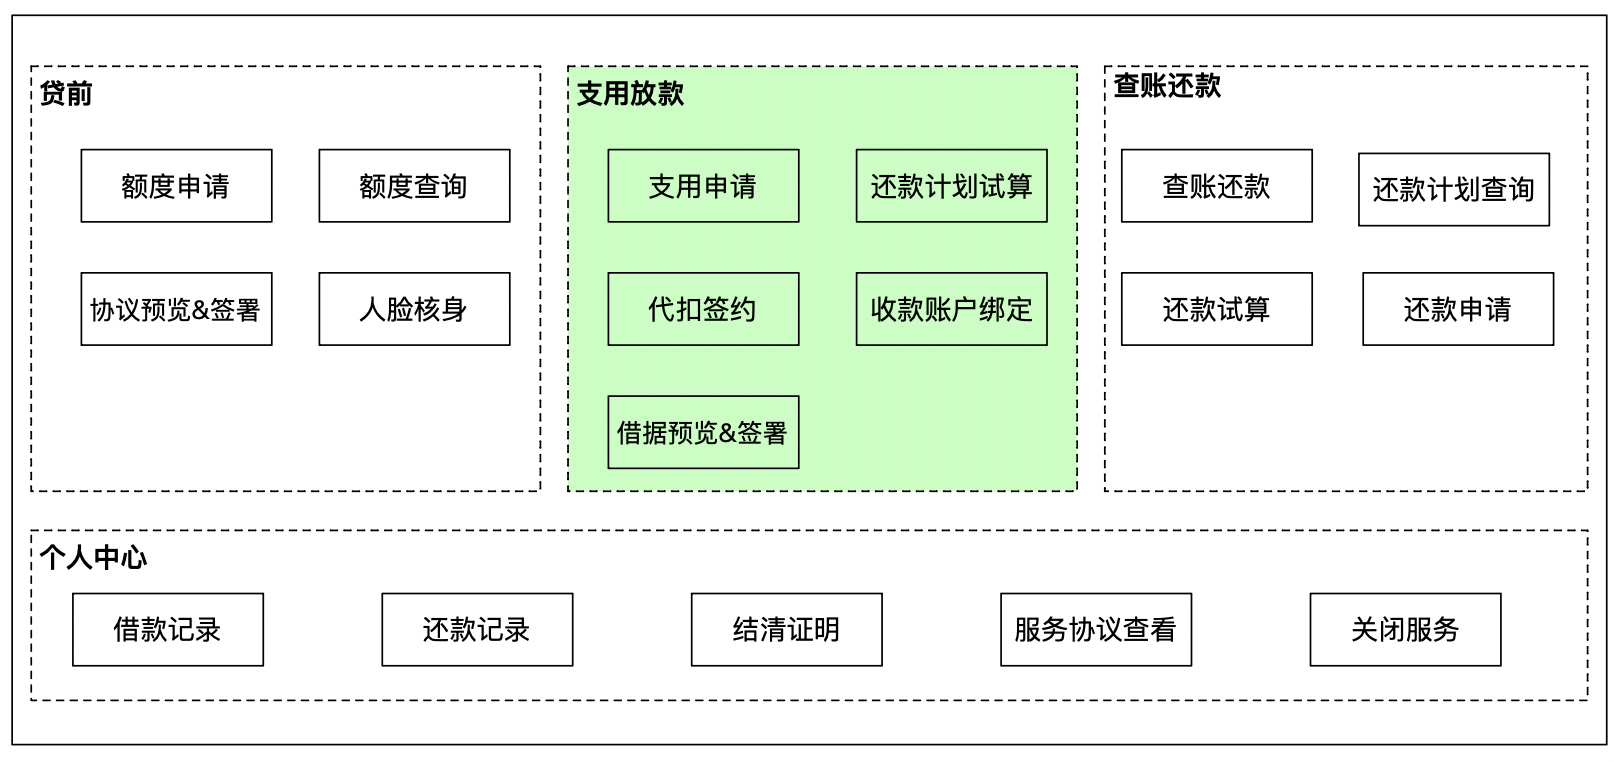 贷前
额度申请
额度查询
协议预览&签署
人脸核身
支用放款
支用申请
还款计划试算
代扣签约
收款账户绑定
借据预览&签署
查账还款
查账还款
还款计划查询
还款试算
还款申请
个人中心
借款记录
还款记录
结清证明
服务协议查看
关闭服务